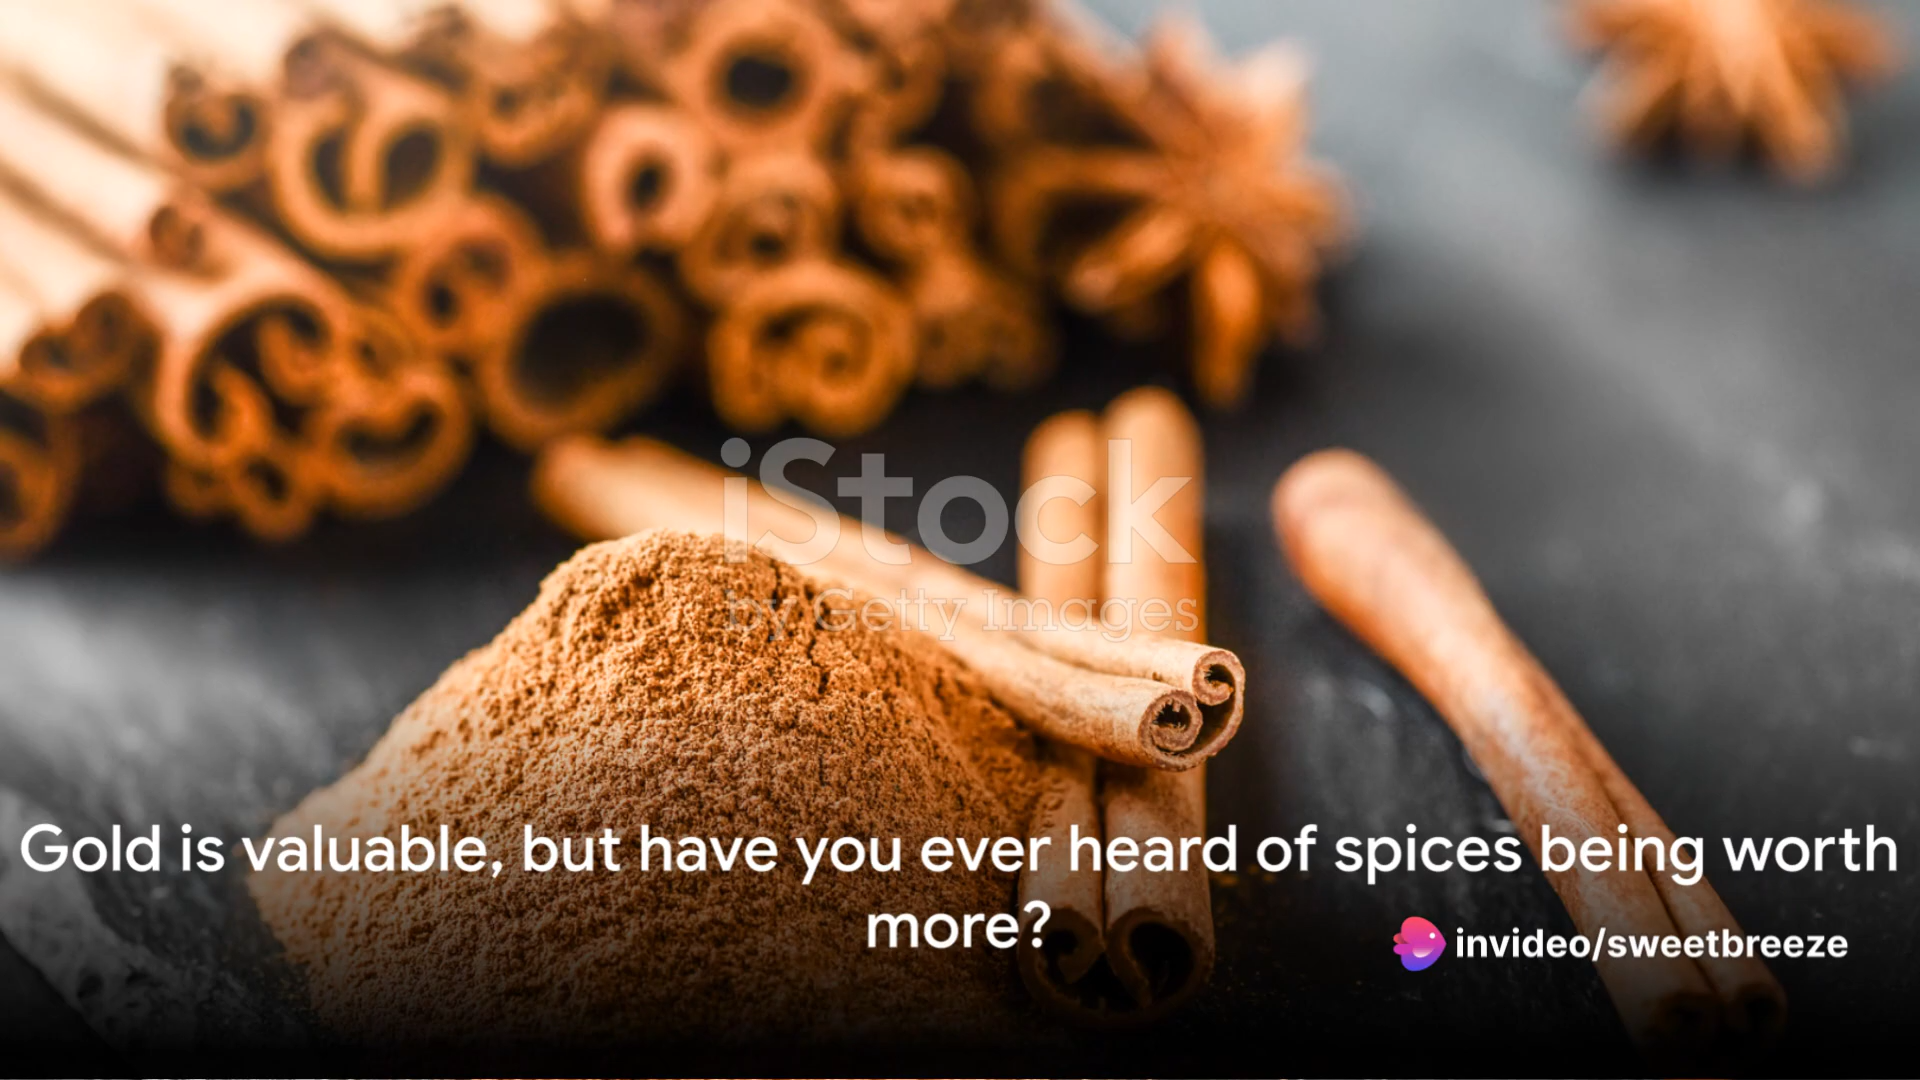 iStock
by Getty Images
Gold is valuable, but have you ever heard of spices being worth
more?
invideo/sweetbreeze